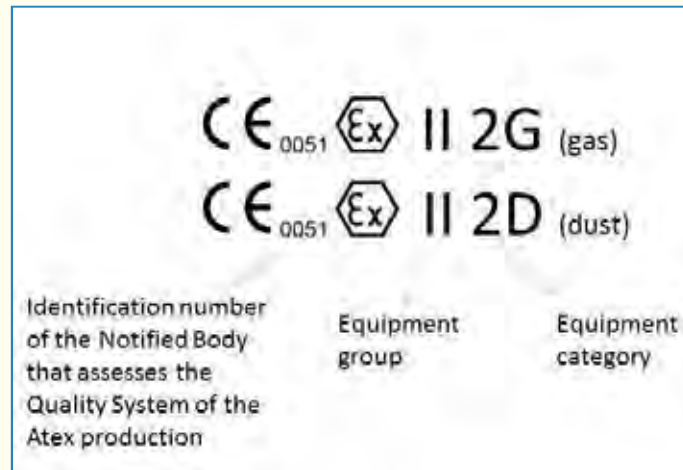 CE 0051 Ex II 2G (gas)
CE 0051 Ex II 2D (dust)
Identification number
of the Notified Body
that assesses the
Quality System of the
Atex production
Equipment
group
Equipment
category